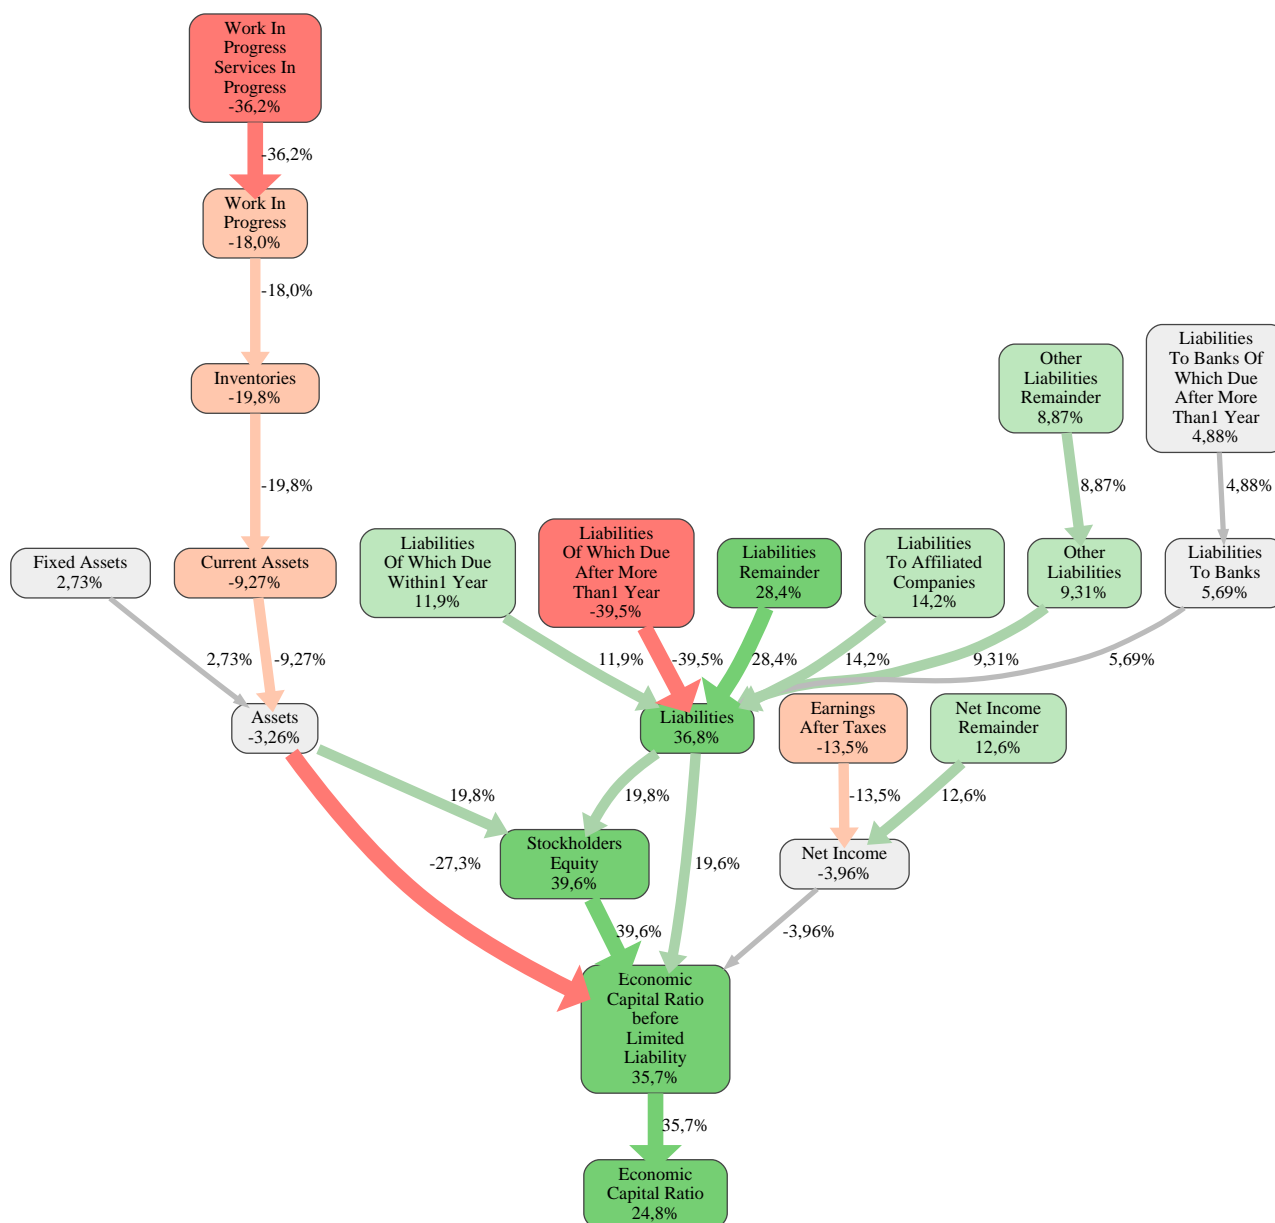 Work In
Progress
Services In
Progress
-36,2%
-36,2%
Work In
Progress
-18,0%
-18,0%
Inventories
-19,8%
-19,8%
Other
Liabilities
Remainder
8,87%
Liabilities
To Banks Of
Which Due
After More
Than1 Year
4,88%
8,87%
4,88%
Fixed Assets
2,73%
Current Assets
-9,27%
Liabilities
Of Which Due
Within1 Year
11,9%
Liabilities
Of Which Due
After More
Than1 Year
-39,5%
Liabilities
Remainder
28,4%
Liabilities
To Affiliated
Companies
14,2%
Other
Liabilities
9,31%
Liabilities
To Banks
5,69%
2,73%
-9,27%
11,9%
-39,5%
28,4%
14,2%
9,31%
5,69%
Assets
-3,26%
Liabilities
36,8%
Earnings
After Taxes
-13,5%
Net Income
Remainder
12,6%
19,8%
19,8%
-13,5%
12,6%
Stockholders
Equity
39,6%
-27,3%
19,6%
Net Income
-3,96%
39,6%
-3,96%
Economic
Capital Ratio
before
Limited
Liability
35,7%
35,7%
Economic
Capital Ratio
24,8%